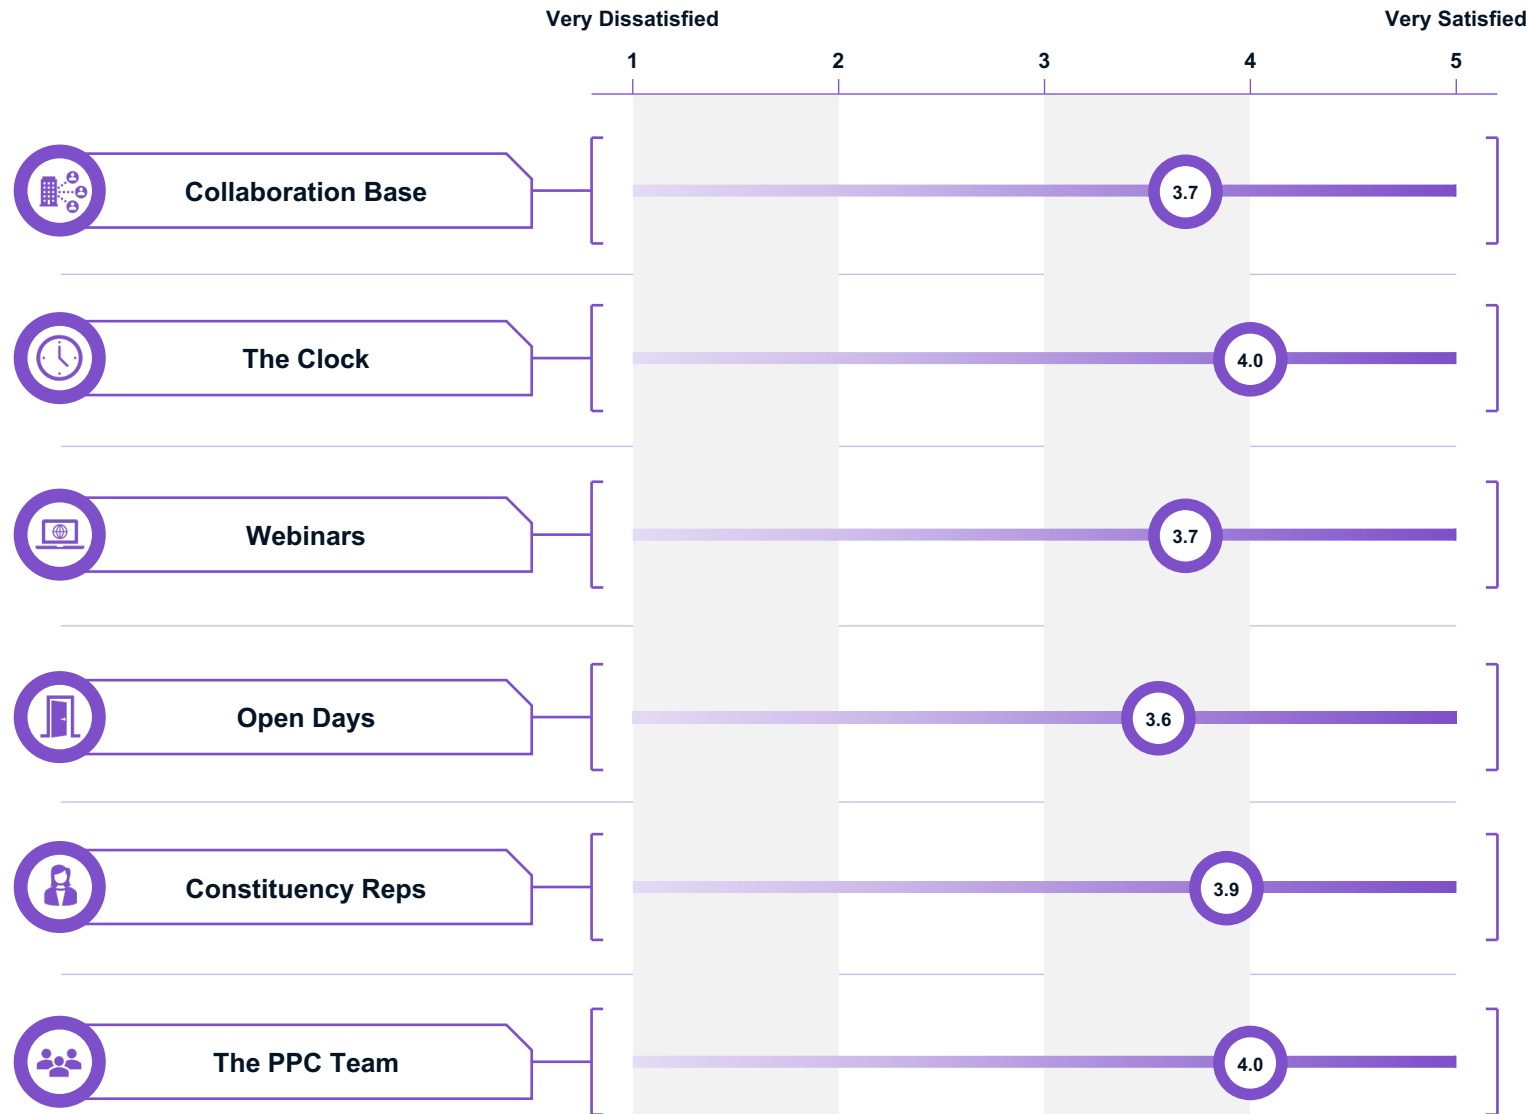 Very Dissatisfied
Very Satisfied
1 2 3 4 5
Collaboration Base
3.7
The Clock
4.0
Webinars
3.7
Open Days
3.6
Constituency Reps
3.9
The PPC Team
4.0